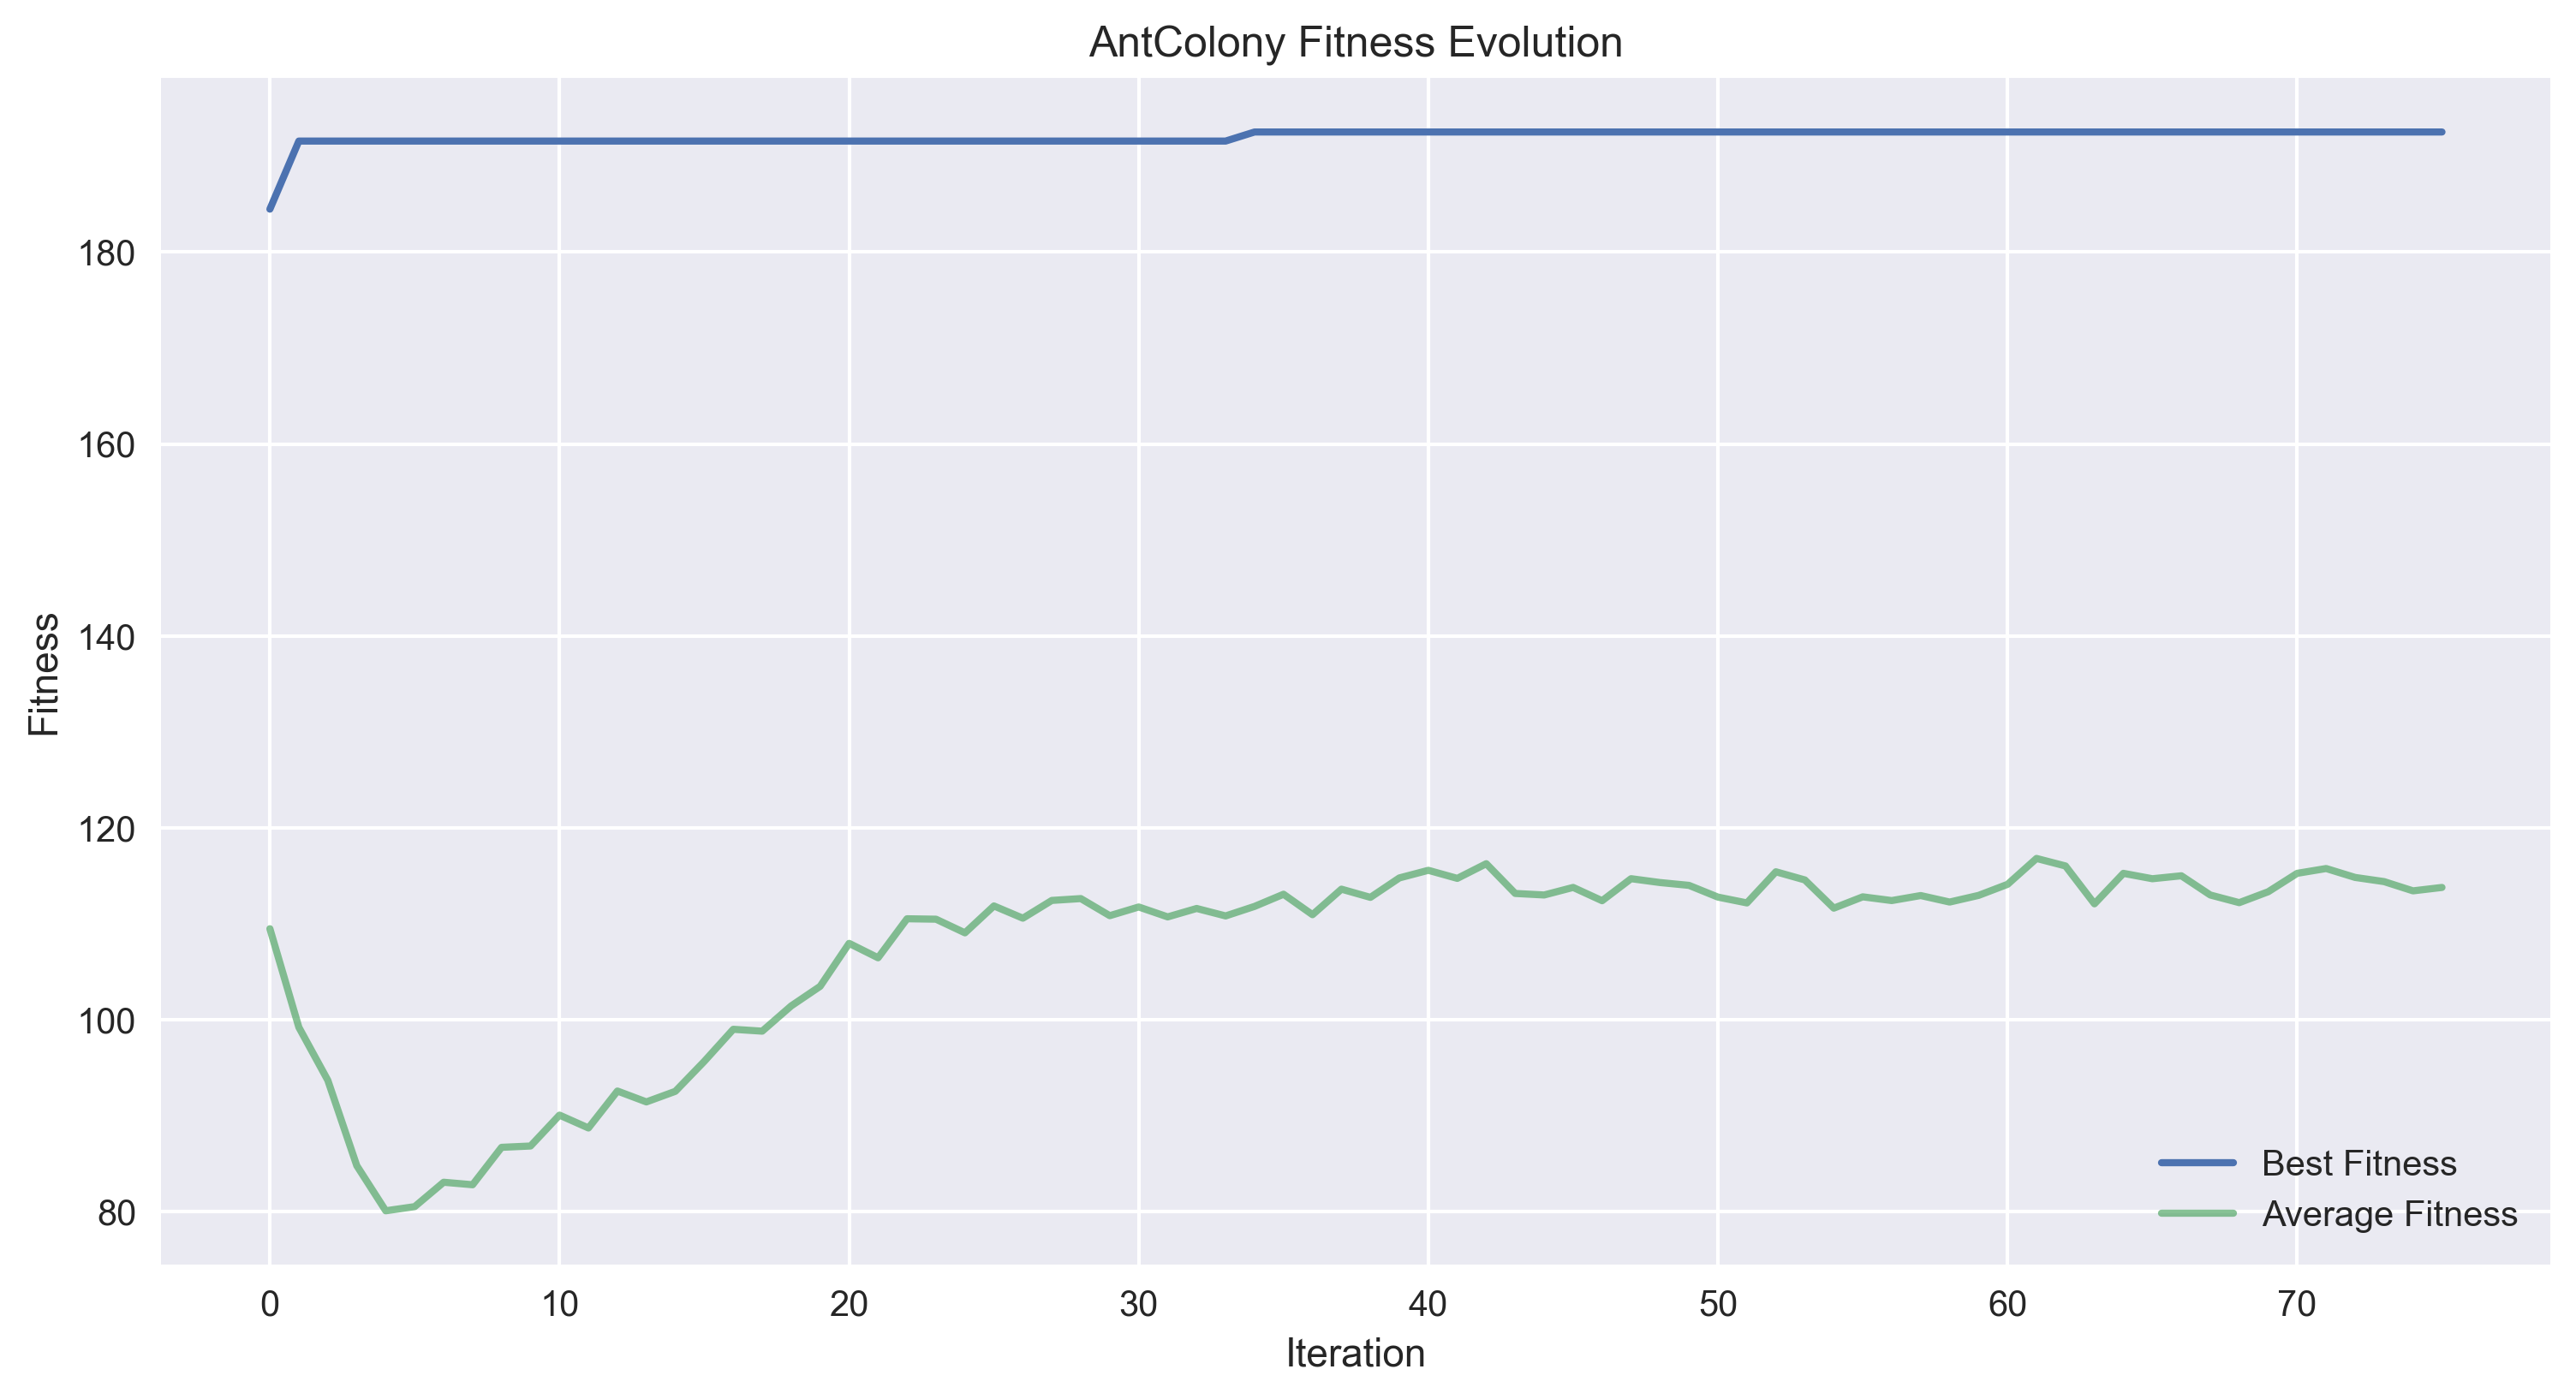 AntColony Fitness Evolution
Fitness
180
160
140
120
100
80
0 10 20 30 40 50 60 70
Iteration
Best Fitness
Average Fitness